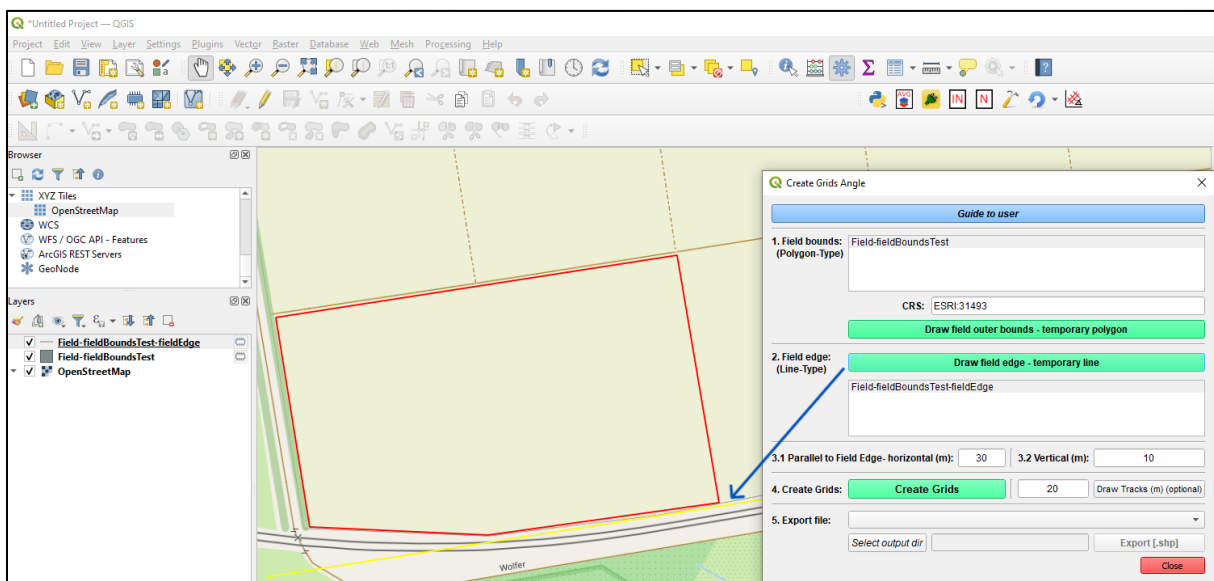 *Untitled Project — QGIS
Project Edit View Layer Settings Plugins Vector Raster Database Web Mesh Processing Help
AVG
IN
N
Browser
XYZ Tiles
OpenStreetMap
WCS
WFS / OGC API - Features
ArcGIS REST Servers
GeoNode
Layers
Field-fieldBoundsTest-fieldEdge
Field-fieldBoundsTest
OpenStreetMap
Wolfer
Create Grids Angle
Guide to user
1. Field bounds:
(Polygon-Type)
Field-fieldBoundsTest
CRS: ESRI:31493
Draw field outer bounds - temporary polygon
2. Field edge:
(Line-Type)
Draw field edge - temporary line
Field-fieldBoundsTest-fieldEdge
3.1 Parallel to Field Edge- horizontal (m): 30 3.2 Vertical (m): 10
4. Create Grids: Create Grids 20 Draw Tracks (m) (optional)
5. Export file:
Select output dir Export [.shp]
Close